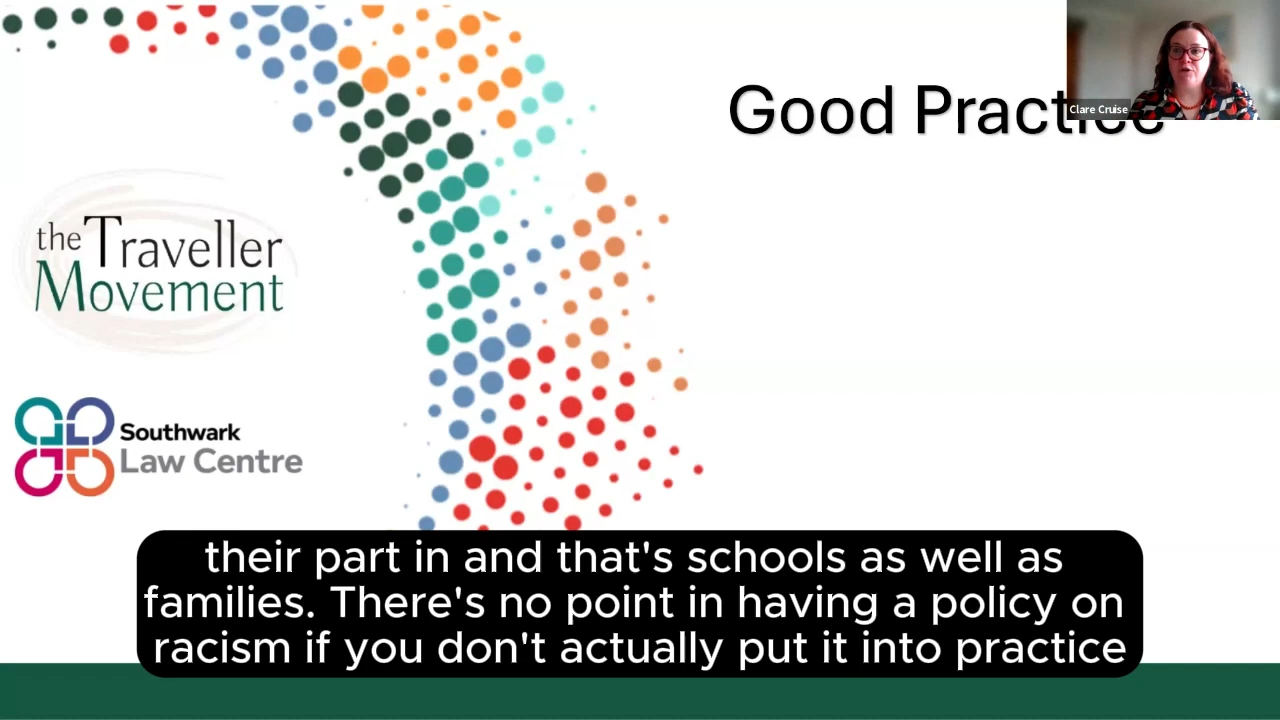 Good Practice
Clare Cruise
the Traveller
Movement
Southwark
Law Centre
their part in and that's schools as well as
families. There's no point in having a policy on
racism if you don't actually put it into practice